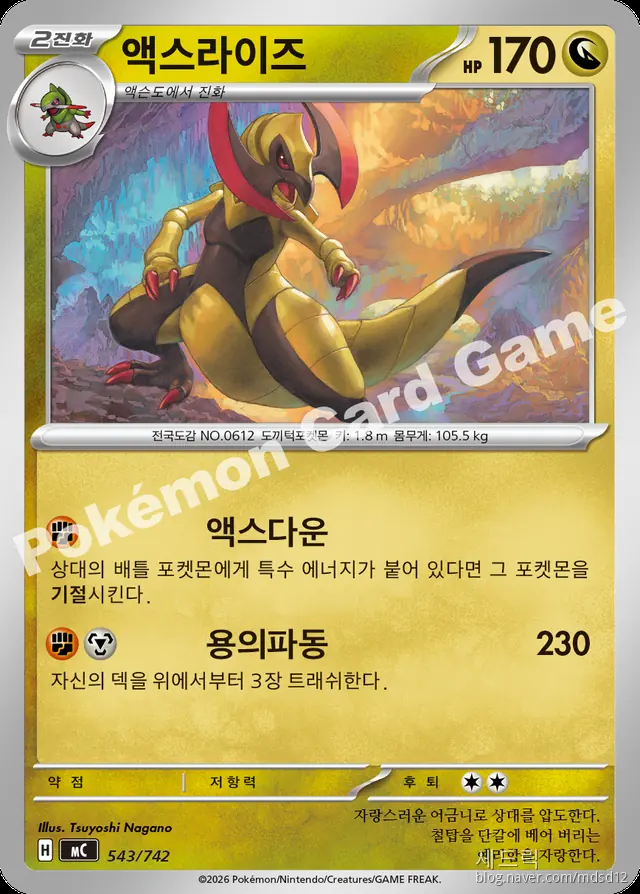 2진화
액스라이즈
HP 170
액슨도에서 진화
전국도감 NO.0612 도끼턱포켓몬 키: 1.8 m 몸무게: 105.5 kg
Pokémon Card Game
액스다운
상대의 배틀 포켓몬에게 특수 에너지가 붙어 있다면 그 포켓몬을
기절시킨다.
용의파동 230
자신의 덱을 위에서부터 3장 트래쉬한다.
약점 저항력 후퇴
자랑스러운 어금니로 상대를 압도한다.
Illus. Tsuyoshi Nagano
철탑을 단칼에 베어 버리는
자랑한다.
H MC 543/742
blog.naver.com/mdsd12
©2026 Pokémon/Nintendo/Creatures/GAME FREAK.